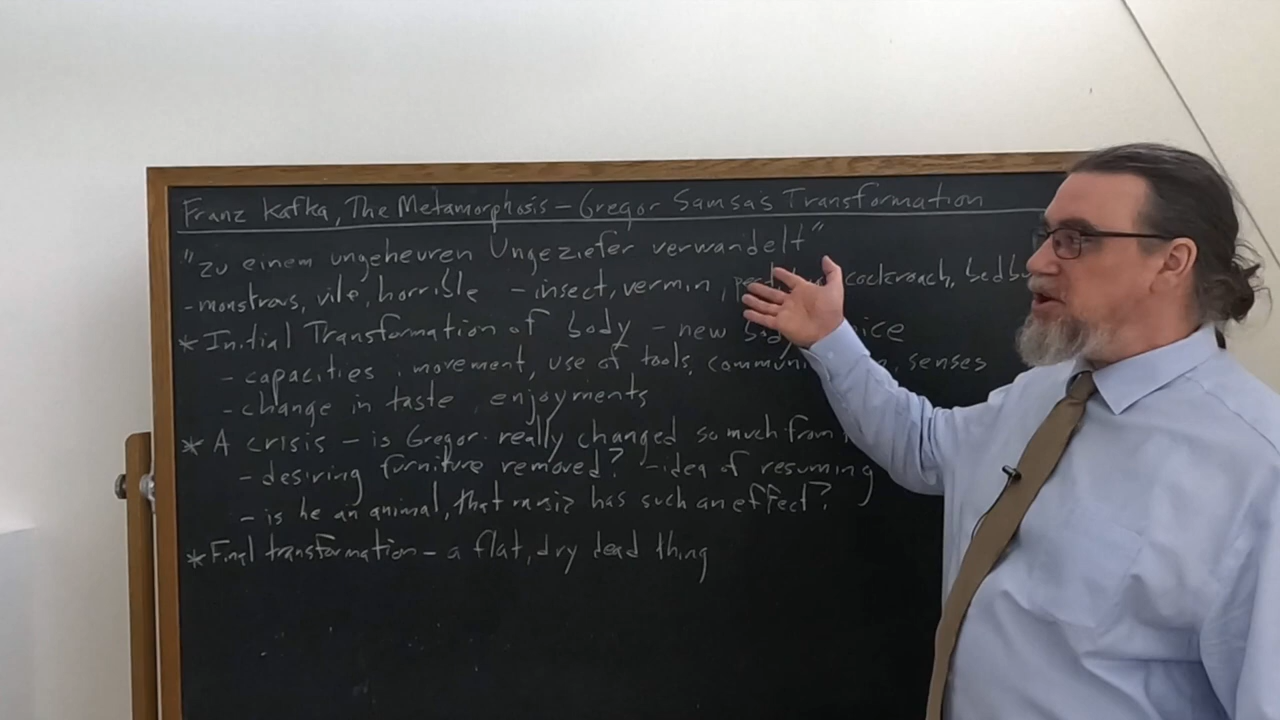 Franz Kafka, The Metamorphosis - Gregor Samsa's Transformation
"zu einem ungeheuren Ungeziefer verwandelt"
- monstrous, vile, horrible - insect, vermin, cockroach, bedbu
* Initial Transformation of body - new body
- capacities: movement, use of tools, senses
- change in taste, enjoyments
* A crisis - is Gregor really changed so much from
- desiring furniture removed? - idea of resuming
- is he an animal, that music has such an effect?
* Final transformation - a flat, dry dead thing